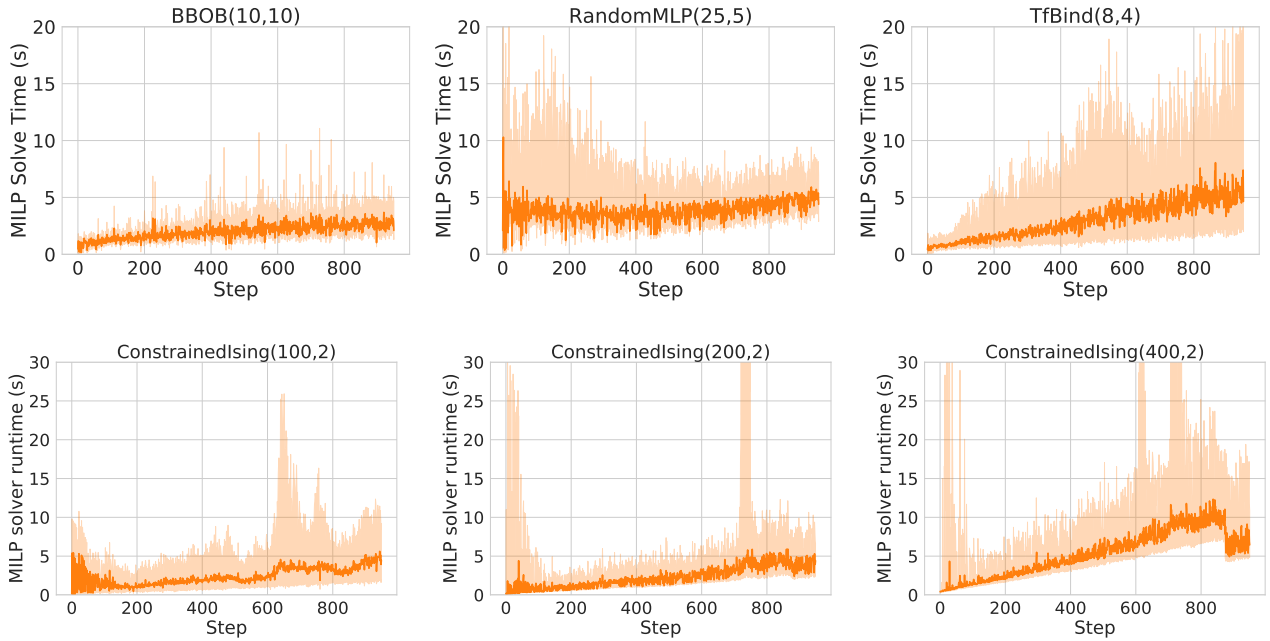 BBOB(10,10)
MILP Solve Time (s)
20
15
10
5
0
0 200 400 600 800
Step
RandomMLP(25,5)
MILP Solve Time (s)
20
15
10
5
0
0 200 400 600 800
Step
TfBind(8,4)
MILP Solve Time (s)
20
15
10
5
0
0 200 400 600 800
Step
ConstrainedIsing(100,2)
MILP solver runtime (s)
30
25
20
15
10
5
0
0 200 400 600 800
Step
ConstrainedIsing(200,2)
MILP solver runtime (s)
30
25
20
15
10
5
0
0 200 400 600 800
Step
ConstrainedIsing(400,2)
MILP solver runtime (s)
30
25
20
15
10
5
0
0 200 400 600 800
Step